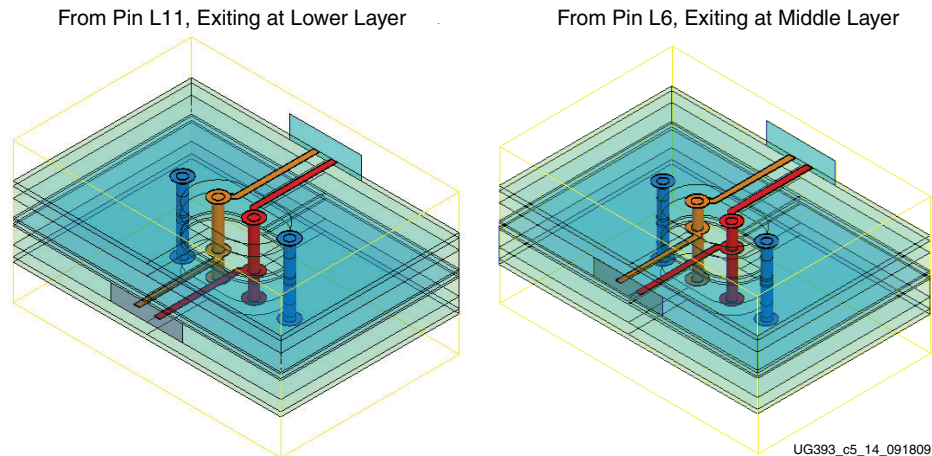 From Pin L11, Exiting at Lower Layer
From Pin L6, Exiting at Middle Layer
UG393_c5_14_091809